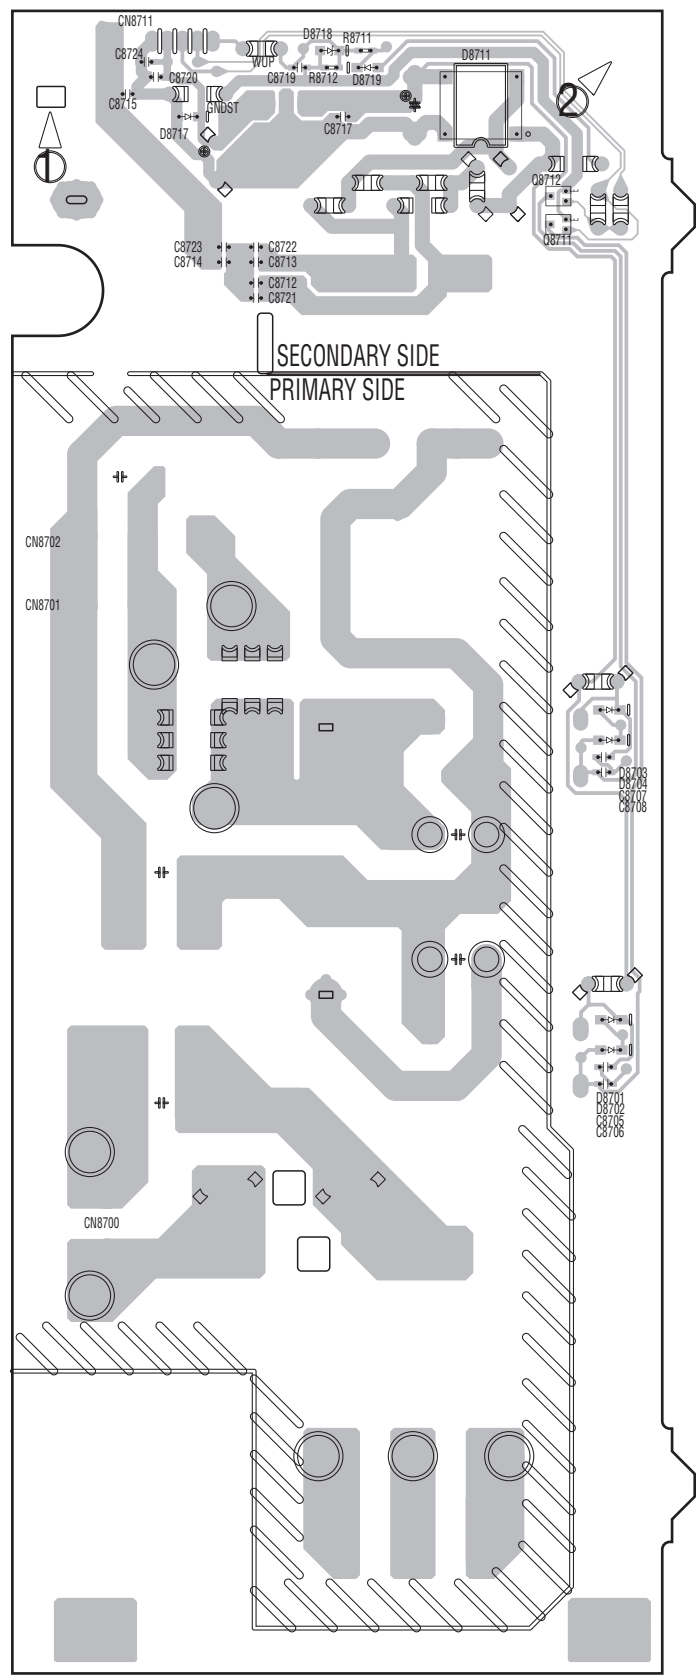 CN8711
C8724
C8720
C8715
D8717
GNDST
WUP
D8718
R8711
C8719
R8712
D8719
C8717
D8711
1
2
Q8712
Q8711
C8723
C8722
C8714
C8713
C8712
C8721
SECONDARY SIDE
PRIMARY SIDE
CN8702
CN8701
D8703
D8704
C8707
C8708
D8701
D8702
C8705
C8706
CN8700